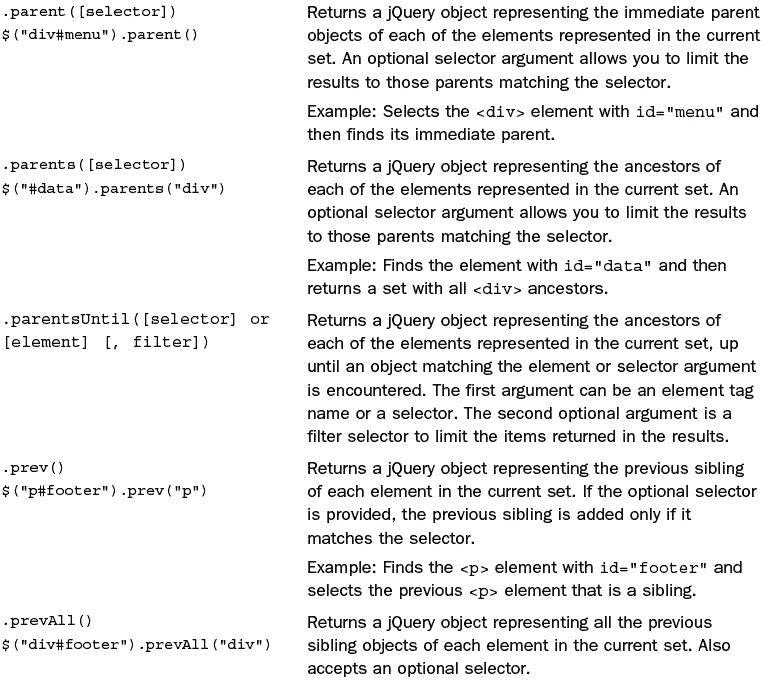 .parent([selector])
$("div#menu").parent()
Returns a jQuery object representing the immediate parent
objects of each of the elements represented in the current
set. An optional selector argument allows you to limit the
results to those parents matching the selector.
Example: Selects the <div> element with id="menu" and
then finds its immediate parent.
.parents([selector])
$("#data").parents("div")
Returns a jQuery object representing the ancestors of
each of the elements represented in the current set. An
optional selector argument allows you to limit the results
to those parents matching the selector.
Example: Finds the element with id="data" and then
returns a set with all <div> ancestors.
.parentsUntil([selector] or
[element] [, filter])
Returns a jQuery object representing the ancestors of
each of the elements represented in the current set, up
until an object matching the element or selector argument
is encountered. The first argument can be an element tag
name or a selector. The second optional argument is a
filter selector to limit the items returned in the results.
.prev()
$("p#footer").prev("p")
Returns a jQuery object representing the previous sibling
of each element in the current set. If the optional selector
is provided, the previous sibling is added only if it
matches the selector.
Example: Finds the <p> element with id="footer" and
selects the previous <p> element that is a sibling.
.prevAll()
$("div#footer").prevAll("div")
Returns a jQuery object representing all the previous
sibling objects of each element in the current set. Also
accepts an optional selector.